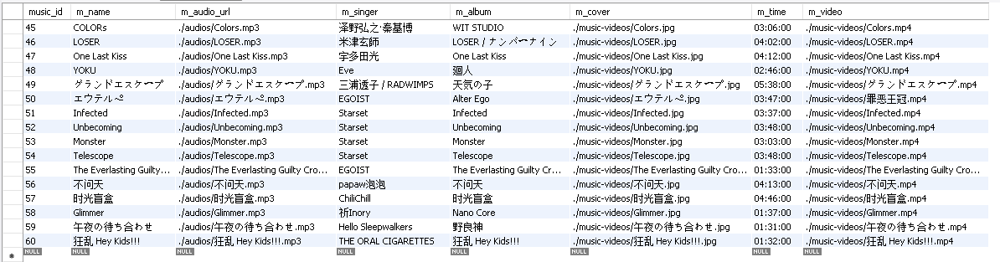 music_id m_name m_audio_url m_singer m_album m_cover m_time m_video
45 COLORs ./audios/Colors.mp3 泽野弘之·秦基博 WIT STUDIO ./music-videos/Colors.jpg 03:06:00 ./music-videos/Colors.mp4
46 LOSER ./audios/LOSER.mp3 米津玄師 LOSER / ナンバーナイン ./music-videos/LOSER.jpg 04:02:00 ./music-videos/LOSER.mp4
47 One Last Kiss ./audios/One Last Kiss.mp3 宇多田光 One Last Kiss ./music-videos/One Last Kiss.jpg 04:12:00 ./music-videos/One Last Kiss.mp4
48 YOKU ./audios/YOKU.mp3 Eve 廻人 ./music-videos/YOKU.jpg 02:46:00 ./music-videos/YOKU.mp4
49 グランドエスケープ ./audios/グランドエスケープ.mp3 三浦透子 / RADWIMPS 天気の子 ./music-videos/グランドエスケープ.jpg 05:38:00 ./music-videos/グランドエスケープ.mp4
50 エウテルペ ./audios/エウテルペ.mp3 EGOIST Alter Ego ./music-videos/エウテルペ.jpg 03:47:00 ./music-videos/罪恶王冠.mp4
51 Infected ./audios/Infected.mp3 Starset Infected ./music-videos/Infected.jpg 03:37:00 ./music-videos/Infected.mp4
52 Unbecoming ./audios/Unbecoming.mp3 Starset Unbecoming ./music-videos/Unbecoming.jpg 03:48:00 ./music-videos/Unbecoming.mp4
53 Monster ./audios/Monster.mp3 Starset Monster ./music-videos/Monster.jpg 03:03:00 ./music-videos/Monster.mp4
54 Telescope ./audios/Telescope.mp3 Starset Telescope ./music-videos/Telescope.jpg 03:48:00 ./music-videos/Telescope.mp4
55 The Everlasting Guilty... ./audios/The Everlasting Guilty Cro... EGOIST The Everlasting Guilty Cr... ./music-videos/The Everlasting Guilty Cro... 01:33:00 ./music-videos/The Everlasting Guilty Cro...
56 不问天 ./audios/不问天.mp3 papaw泡泡 不问天 ./music-videos/不问天.jpg 04:13:00 ./music-videos/不问天.mp4
57 时光盲盒 ./audios/时光盲盒.mp3 ChiliChill 时光盲盒 ./music-videos/时光盲盒.jpg 04:46:00 ./music-videos/时光盲盒.mp4
58 Glimmer ./audios/Glimmer.mp3 祈Inory Nano Core ./music-videos/Glimmer.jpg 01:37:00 ./music-videos/Glimmer.mp4
59 午夜の待ち合わせ ./audios/午夜の待ち合わせ.mp3 Hello Sleepwalkers 野良神 ./music-videos/午夜の待ち合わせ.jpg 01:31:00 ./music-videos/午夜の待ち合わせ.mp4
60 狂乱 Hey Kids!!! ./audios/狂乱 Hey Kids!!!.mp3 THE ORAL CIGARETTES 狂乱 Hey Kids!!! ./music-videos/狂乱 Hey Kids!!!.jpg 01:32:00 ./music-videos/狂乱 Hey Kids!!!.mp4
NULL NULL NULL NULL NULL NULL NULL NULL